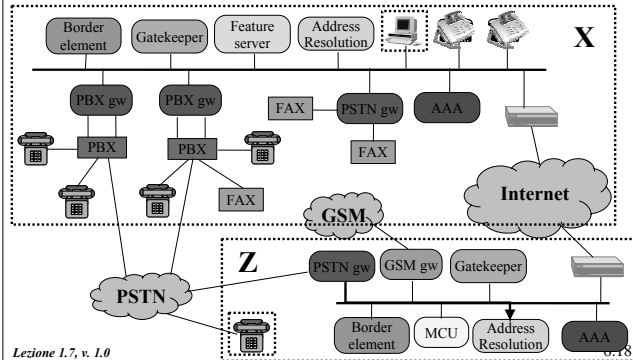 Border
element
Gatekeeper
Feature
server
Address
Resolution
X
PBX gw
PBX gw
FAX
PSTN gw
AAA
PBX
PBX
FAX
FAX
Internet
GSM
Z
PSTN gw
GSM gw
Gatekeeper
PSTN
Border
element
MCU
Address
Resolution
AAA
Lezione 1.7, v. 1.0
6.18